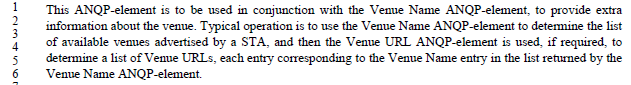 1 This ANQP-element is to be used in conjunction with the Venue Name ANQP-element, to provide extra
2 information about the venue. Typical operation is to use the Venue Name ANQP-element to determine the list
3
4 of available venues advertised by a STA, and then the Venue URL ANQP-element is used, if required, to
5 determine a list of Venue URLs, each entry corresponding to the Venue Name entry in the list returned by the
6 Venue Name ANQP-element.